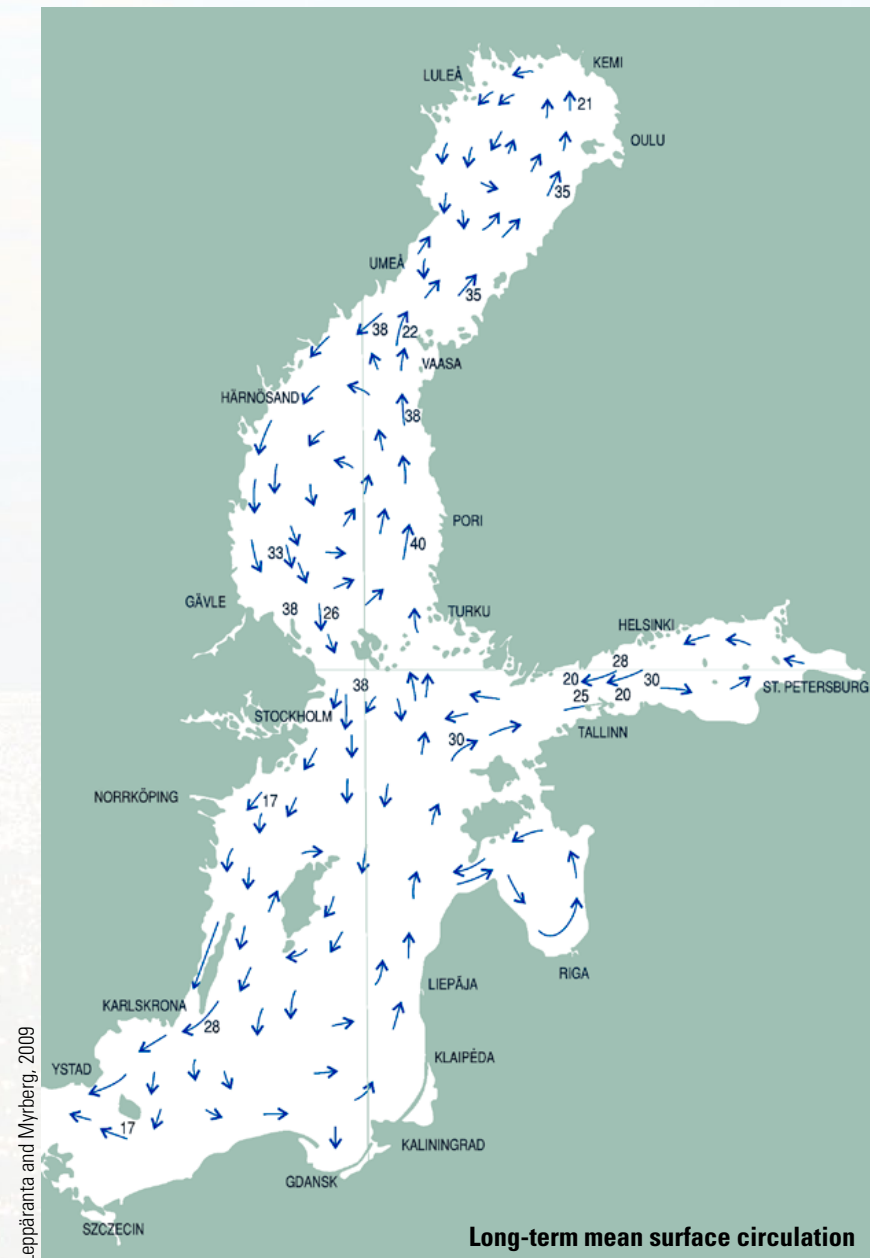 KEMI
LULEÅ
21
OULU
35
UMEÅ
35
38
22
VAASA
HÄRNÖSAND
38
PORI
33
40
GÄVLE
38
26
TURKU
HELSINKI
28
38
20
30
ST. PETERSBURG
STOCKHOLM
25
20
TALLINN
30
NORRKÖPING
17
RIGA
LIEPÄJA
KARLSKRONA
28
YSTAD
KLAIPĖDA
17
KALININGRAD
GDANSK
SZCZECIN
Long-term mean surface circulation
Leppäranta and Myrberg, 2009